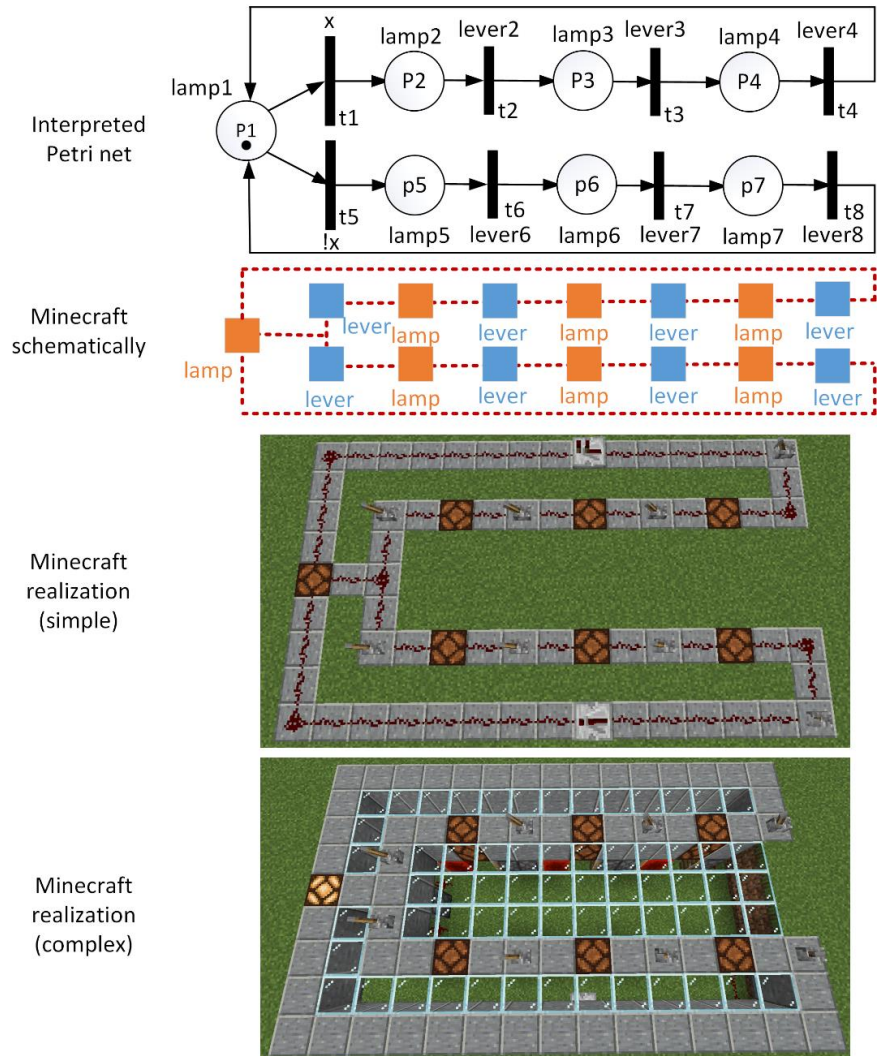 x
lamp2
lever2
lamp3
lever3
lamp4
lever4
lamp1
P1
P2
P3
P4
t1
t2
t3
t4
Interpreted
Petri net
p5
p6
p7
t5
t6
t7
t8
!x
lamp5
lever6
lamp6
lever7
lamp7
lever8
Minecraft
schematically
lever
lamp
lever
lamp
lever
lamp
lever
lamp
lever
lamp
lever
lamp
lever
lamp
lever
Minecraft
realization
(simple)
Minecraft
realization
(complex)